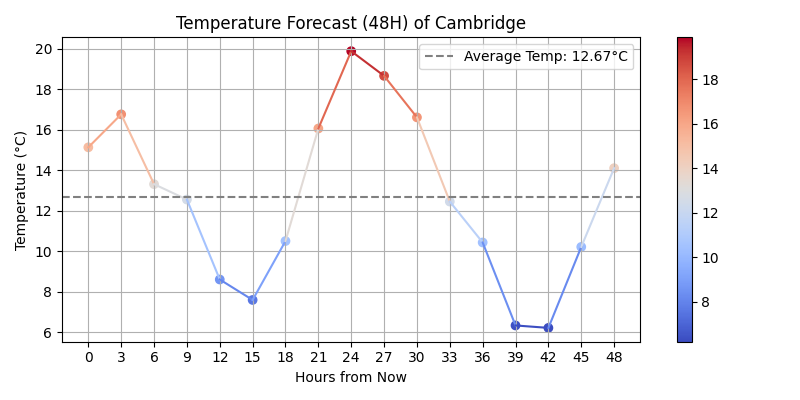 Temperature Forecast (48H) of Cambridge
Average Temp: 12.67°C
Temperature (°C)
20
18
16
14
12
10
8
6
0 3 6 9 12 15 18 21 24 27 30 33 36 39 42 45 48
Hours from Now
18
16
14
12
10
8